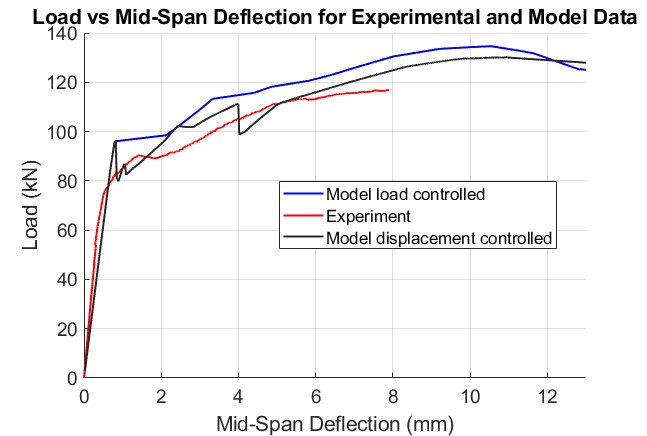 Load vs Mid-Span Deflection for Experimental and Model Data
140
120
100
80
60
40
20
0
Load (kN)
Model load controlled
Experiment
Model displacement controlled
0 2 4 6 8 10 12
Mid-Span Deflection (mm)